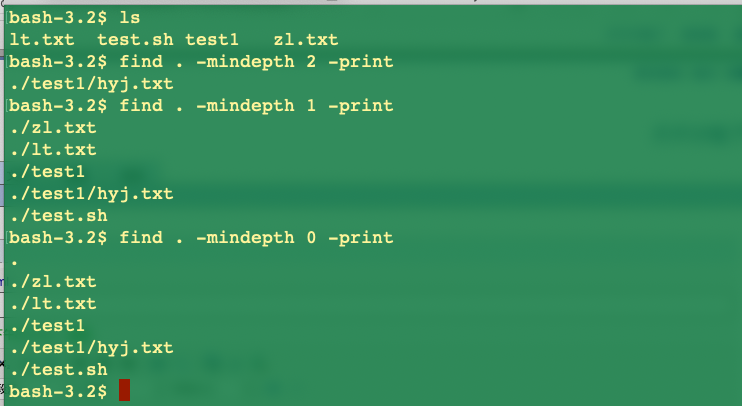 bash-3.2$ ls
lt.txt  test.sh test1   zl.txt
bash-3.2$ find . -mindepth 2 -print
./test1/hyj.txt
bash-3.2$ find . -mindepth 1 -print
./zl.txt
./lt.txt
./test1
./test1/hyj.txt
./test.sh
bash-3.2$ find . -mindepth 0 -print
.
./zl.txt
./lt.txt
./test1
./test1/hyj.txt
./test.sh
bash-3.2$